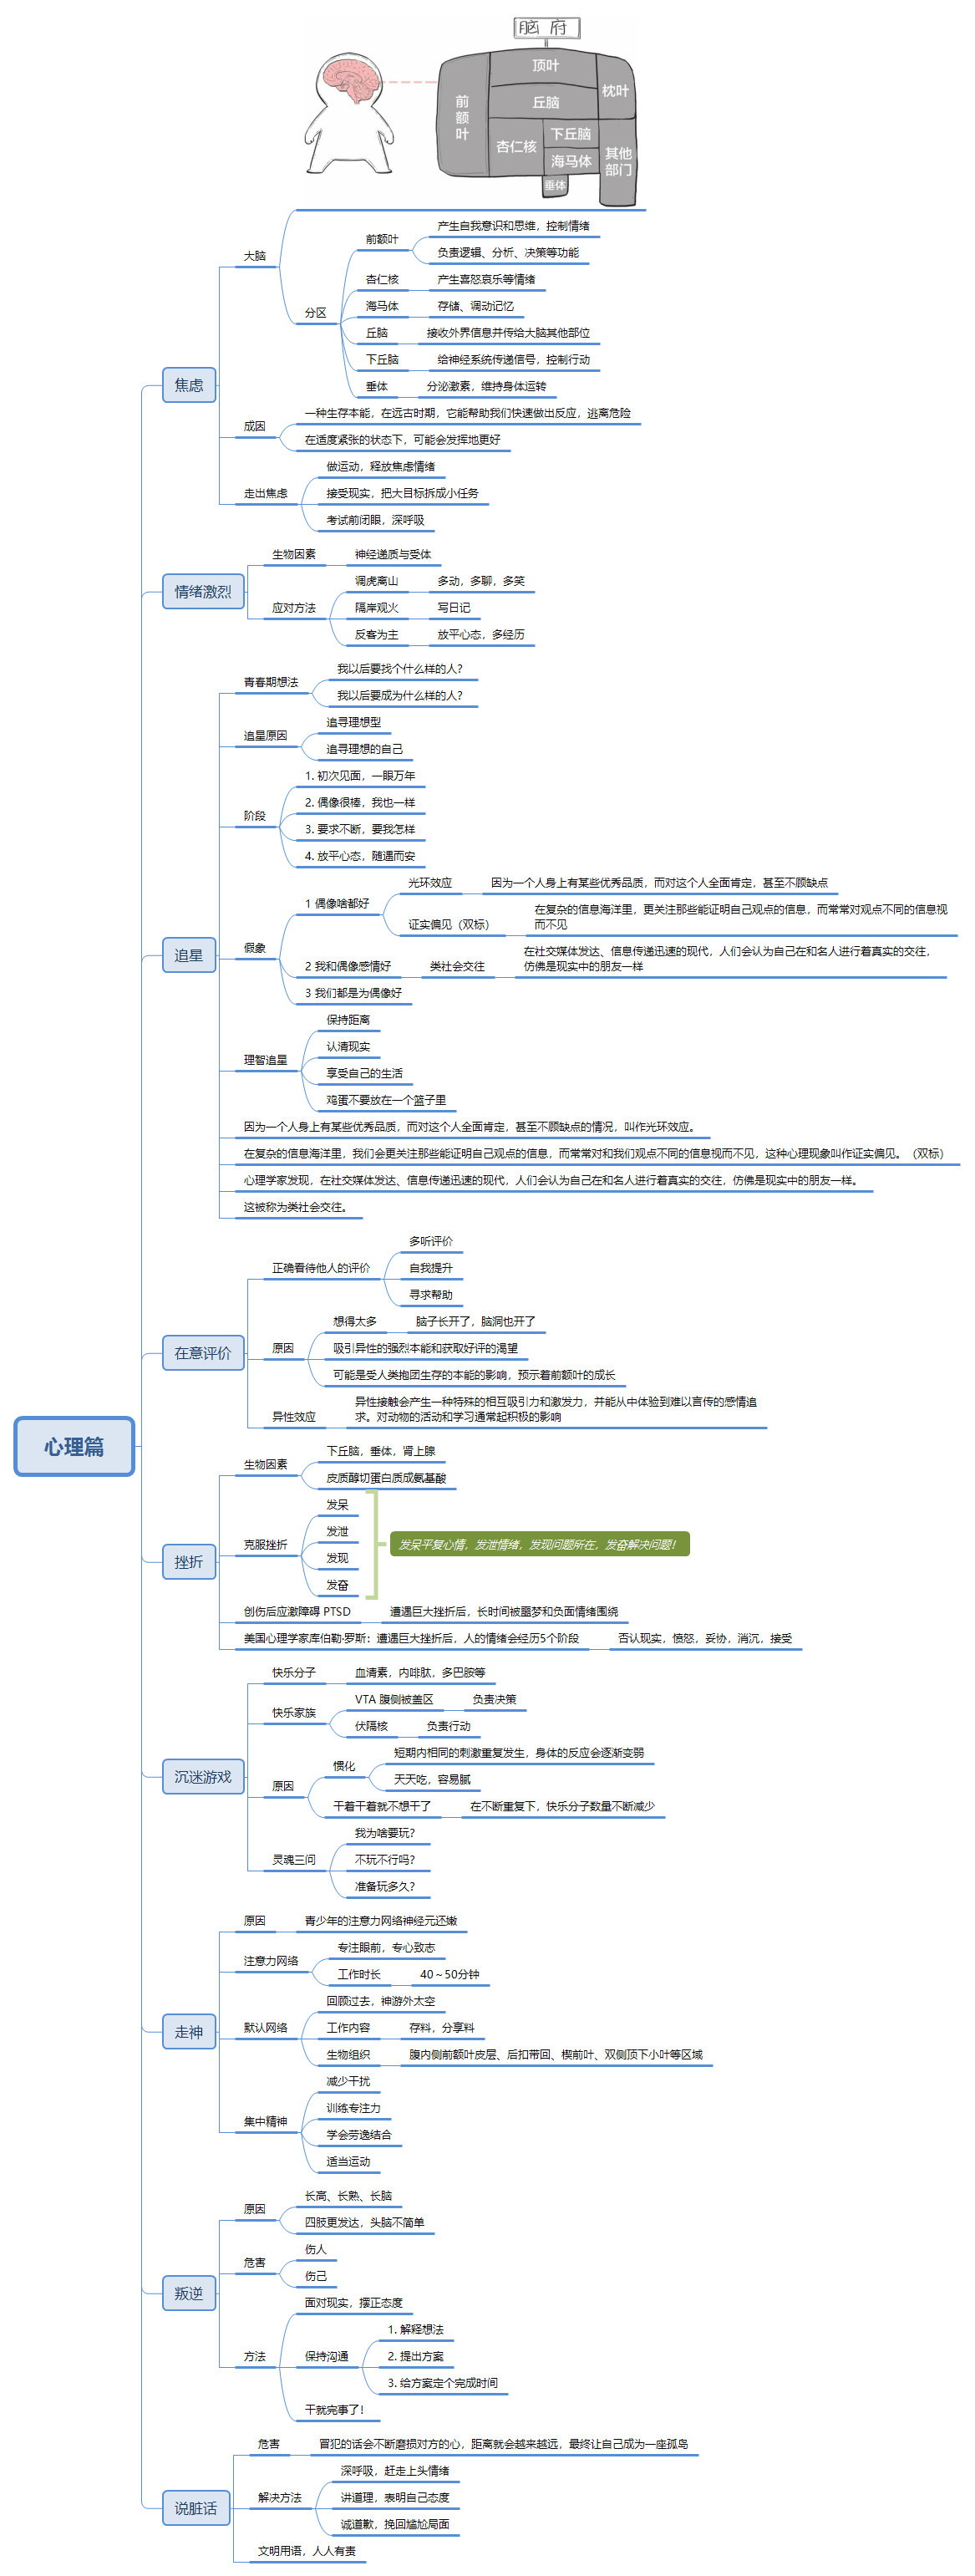 脑 府
顶叶
前额叶
枕叶
丘脑
下丘脑
杏仁核
海马体
其他部门
垂体
心理篇
焦虑
大脑
分区
前额叶
产生自我意识和思维，控制情绪
负责逻辑、分析、决策等功能
杏仁核
产生喜怒哀乐等情绪
海马体
存储、调动记忆
丘脑
接收外界信息并传给大脑其他部位
下丘脑
给神经系统传递信号，控制行动
垂体
分泌激素，维持身体运转
成因
一种生存本能，在远古时期，它能帮助我们快速做出反应，逃离危险
在适度紧张的状态下，可能会发挥地更好
走出焦虑
做运动，释放焦虑情绪
接受现实，把大目标拆成小任务
考试前闭眼，深呼吸
情绪激烈
生物因素
神经递质与受体
应对方法
调虎离山
多动，多聊，多笑
隔岸观火
写日记
反客为主
放平心态，多经历
追星
青春期想法
我以后要找个什么样的人？
我以后要成为什么样的人？
追星原因
追寻理想型
追寻理想的自己
阶段
1. 初次见面，一眼万年
2. 偶像很棒，我也一样
3. 要求不断，要我怎样
4. 放平心态，随遇而安
假象
1 偶像啥都好
光环效应
因为一个人身上有某些优秀品质，而对这个人全面肯定，甚至不顾缺点
证实偏见（双标）
在复杂的信息海洋里，更关注那些能证明自己观点的信息，而常常对观点不同的信息视
而不见
2 我和偶像感情好
类社会交往
在社交媒体发达、信息传递迅速的现代，人们会认为自己在和名人进行着真实的交往，
仿佛是现实中的朋友一样
3 我们都是为偶像好
理智追星
保持距离
认清现实
享受自己的生活
鸡蛋不要放在一个篮子里
因为一个人身上有某些优秀品质，而对这个人全面肯定，甚至不顾缺点的情况，叫作光环效应。
在复杂的信息海洋里，我们会更关注那些能证明自己观点的信息，而常常对和我们观点不同的信息视而不见，这种心理现象叫作证实偏见。（双标）
心理学家发现，在社交媒体发达、信息传递迅速的现代，人们会认为自己在和名人进行着真实的交往，仿佛是现实中的朋友一样。
这被称为类社会交往。
在意评价
正确看待他人的评价
多听评价
自我提升
寻求帮助
原因
想得太多
脑子长开了，脑洞也开了
吸引异性的强烈本能和获取好评的渴望
可能是受人类抱团生存的本能的影响，预示着前额叶的成长
异性效应
异性接触会产生一种特殊的相互吸引力和激发力，并能从中体验到难以言传的感情追
求。对动物的活动和学习通常起积极的影响
挫折
生物因素
下丘脑，垂体，肾上腺
皮质醇切蛋白质成氨基酸
克服挫折
发呆
发泄
发现
发奋
发呆平复心情，发泄情绪，发现问题所在，发奋解决问题！
创伤后应激障碍 PTSD
遭遇巨大挫折后，长时间被噩梦和负面情绪围绕
美国心理学家库伯勒·罗斯：遭遇巨大挫折后，人的情绪会经历5个阶段
否认现实，愤怒，妥协，消沉，接受
沉迷游戏
快乐分子
血清素，内啡肽，多巴胺等
快乐家族
VTA 腹侧被盖区
负责决策
伏隔核
负责行动
原因
惯化
短期内相同的刺激重复发生，身体的反应会逐渐变弱
天天吃，容易腻
干着干着就不想干了
在不断重复下，快乐分子数量不断减少
灵魂三问
我为啥要玩？
不玩不行吗？
准备玩多久？
走神
原因
青少年的注意力网络神经元还嫩
注意力网络
专注眼前，专心致志
工作时长
40～50分钟
默认网络
回顾过去，神游外太空
工作内容
存料，分享料
生物组织
腹内侧前额叶皮层、后扣带回、楔前叶、双侧顶下小叶等区域
集中精神
减少干扰
训练专注力
学会劳逸结合
适当运动
叛逆
原因
长高、长熟、长脑
四肢更发达，头脑不简单
危害
伤人
伤己
方法
面对现实，摆正态度
保持沟通
1. 解释想法
2. 提出方案
3. 给方案定个完成时间
干就完事了！
说脏话
危害
冒犯的话会不断磨损对方的心，距离就会越来越远，最终让自己成为一座孤岛
解决方法
深呼吸，赶走上头情绪
讲道理，表明自己态度
诚道歉，挽回尴尬局面
文明用语，人人有责